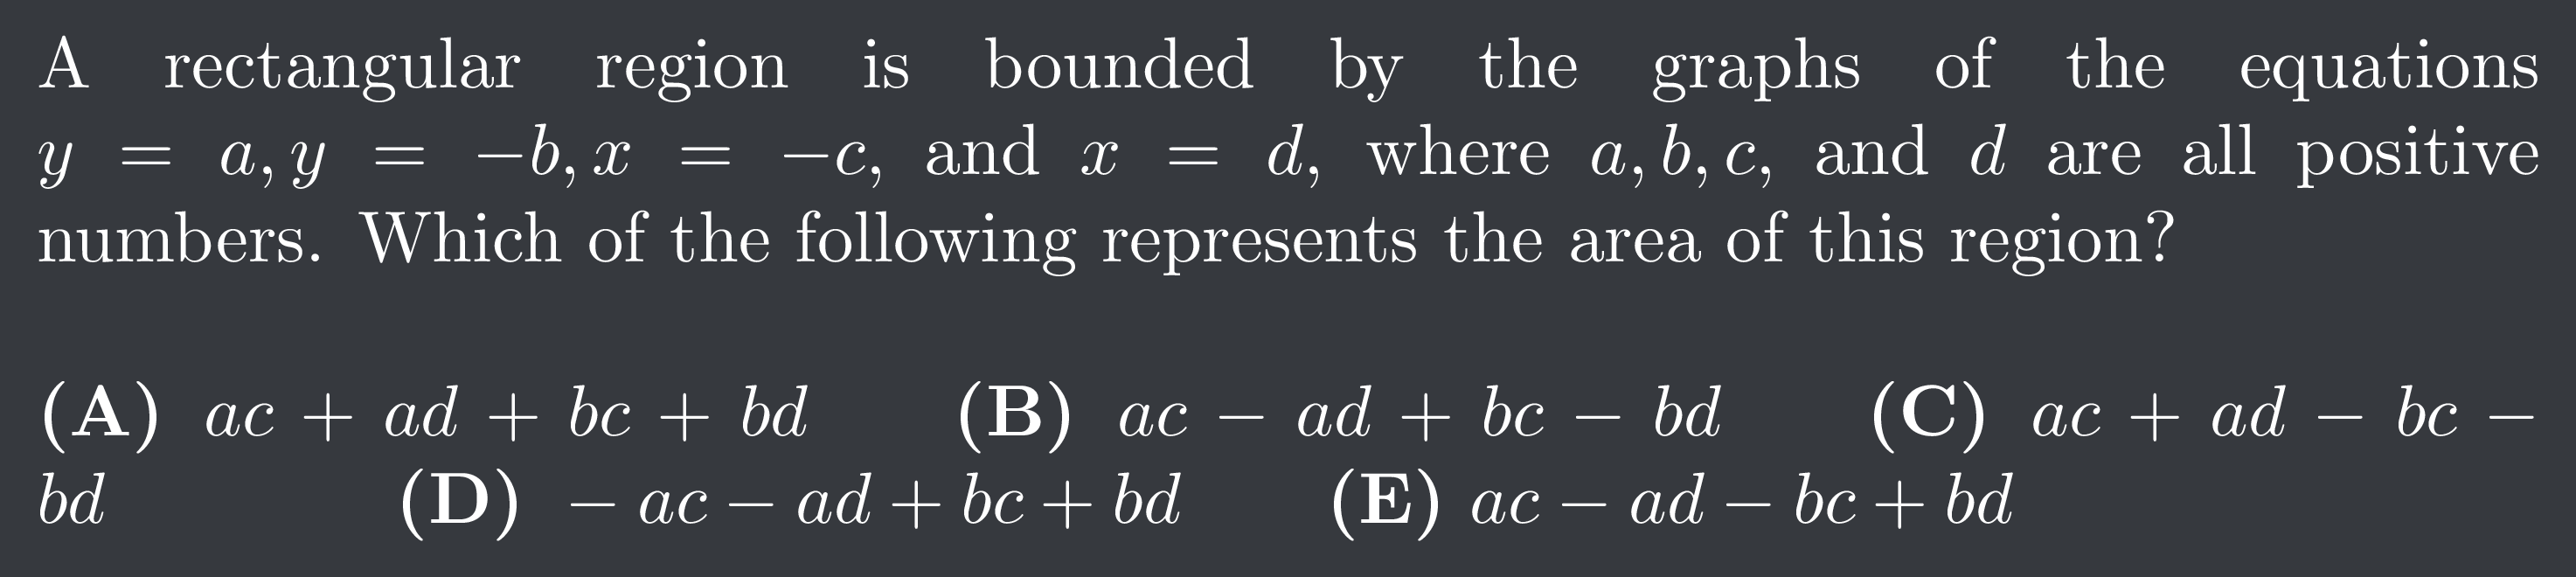 A rectangular region is bounded by the graphs of the equations
y = a, y = −b, x = −c, and x = d, where a, b, c, and d are all positive
numbers. Which of the following represents the area of this region?
(A) ac + ad + bc + bd (B) ac − ad + bc − bd (C) ac + ad − bc −
bd (D) − ac − ad + bc + bd (E) ac − ad − bc + bd